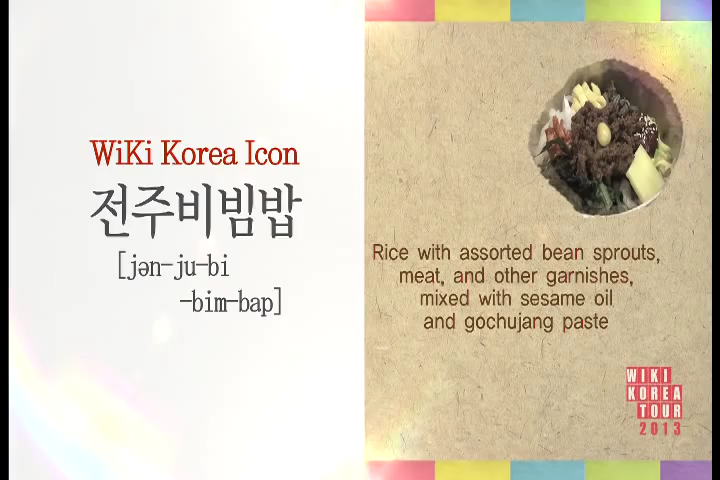 WiKi Korea Icon
전주비빔밥
[jən-ju-bi
-bim-bap]
Rice with assorted bean sprouts,
meat, and other garnishes,
mixed with sesame oil
and gochujang paste
WIKI
KOREA
TOUR
2013